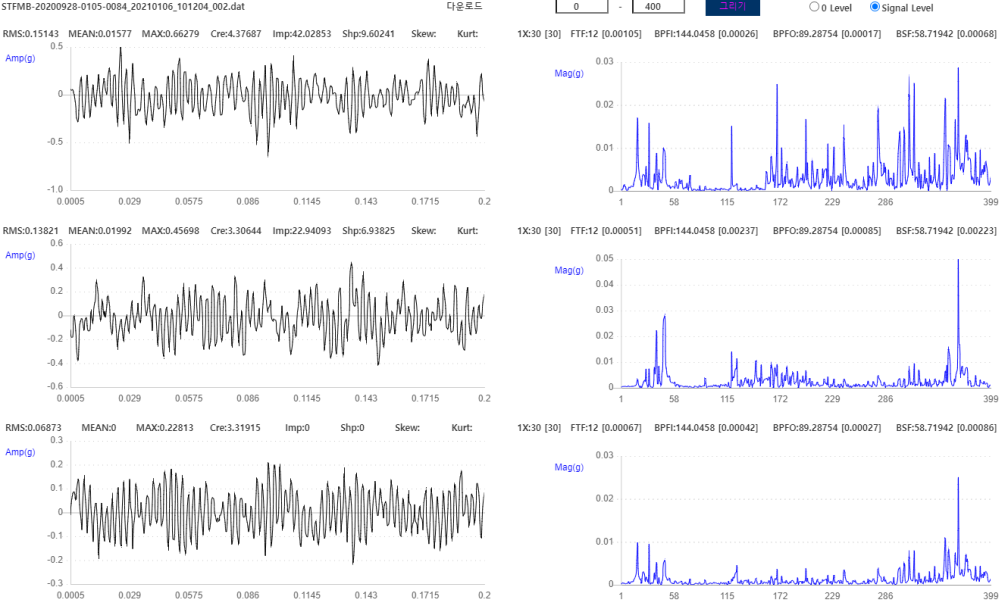 STFMB-20200928-0105-0084_20210106_101204_002.dat 다운로드 0 - 400 그리기 0 Level Signal Level
RMS:0.15143 MEAN:0.01577 MAX:0.66279 Cre:4.37687 Imp:42.02853 Shp:9.60241 Skew: Kurt:
1X:30 [30] FTF:12 [0.00105] BPFI:144.0458 [0.00026] BPFO:89.28754 [0.00017] BSF:58.71942 [0.00068]
Amp(g)
0.5
0
-0.5
-1.0
0.0005 0.029 0.0575 0.086 0.1145 0.143 0.1715 0.2
Mag(g)
0.03
0.02
0.01
0
1 58 115 172 229 286 399
RMS:0.13821 MEAN:0.01992 MAX:0.45698 Cre:3.30644 Imp:22.94093 Shp:6.93825 Skew: Kurt:
1X:30 [30] FTF:12 [0.00051] BPFI:144.0458 [0.00237] BPFO:89.28754 [0.00085] BSF:58.71942 [0.00223]
Amp(g)
0.6
0.4
0.2
0
-0.2
-0.4
-0.6
0.0005 0.029 0.0575 0.086 0.1145 0.143 0.1715 0.2
Mag(g)
0.05
0.04
0.03
0.02
0.01
0
1 58 115 172 229 286 399
RMS:0.06873 MEAN:0 MAX:0.22813 Cre:3.31915 Imp:0 Shp:0 Skew: Kurt:
1X:30 [30] FTF:12 [0.00067] BPFI:144.0458 [0.00042] BPFO:89.28754 [0.00027] BSF:58.71942 [0.00086]
Amp(g)
0.3
0.2
0.1
0
-0.1
-0.2
-0.3
0.0005 0.029 0.0575 0.086 0.1145 0.143 0.1715 0.2
Mag(g)
0.03
0.02
0.01
0
1 58 115 172 229 286 399